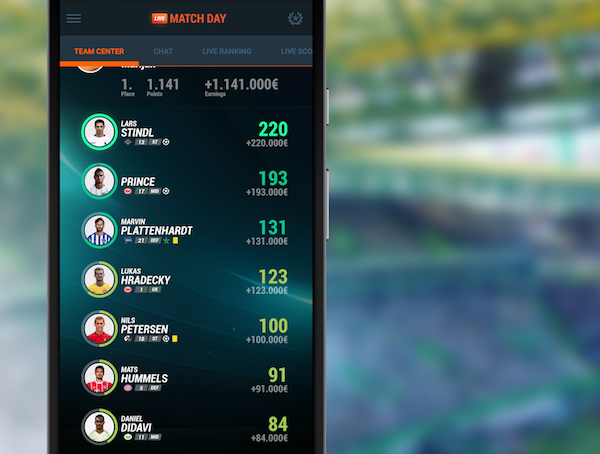 LIVE MATCH DAY
TEAM CENTER CHAT LIVE RANKING LIVE SCO
1. 1.141 +1.141.000€
Place Points Earnings
LARS
STINDL 220
13 ST +220.000€
PRINCE 193
17 MID +193.000€
MARVIN
PLATTENHARDT 131
21 DEF +131.000€
LUKAS
HRADECKY 123
1 GK +123.000€
NILS
PETERSEN 100
18 ST +100.000€
MATS
HUMMELS 91
5 DEF +91.000€
DANIEL
DIDAVI 84
11 MID +84.000€